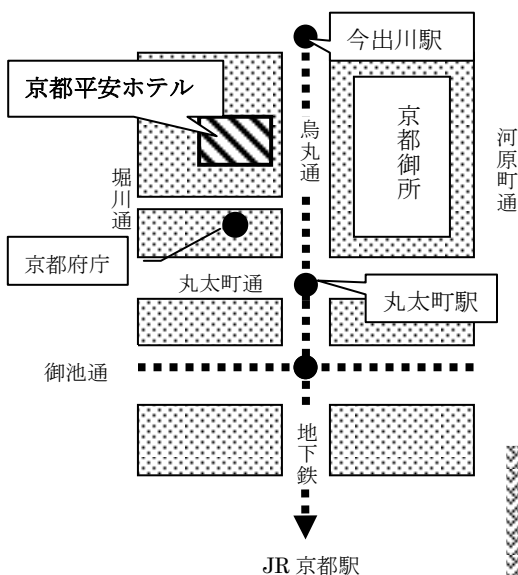 今出川駅
京都平安ホテル
烏丸通
京都御所
河原町通
堀川通
京都府庁
丸太町通
丸太町駅
御池通
地下鉄
JR 京都駅